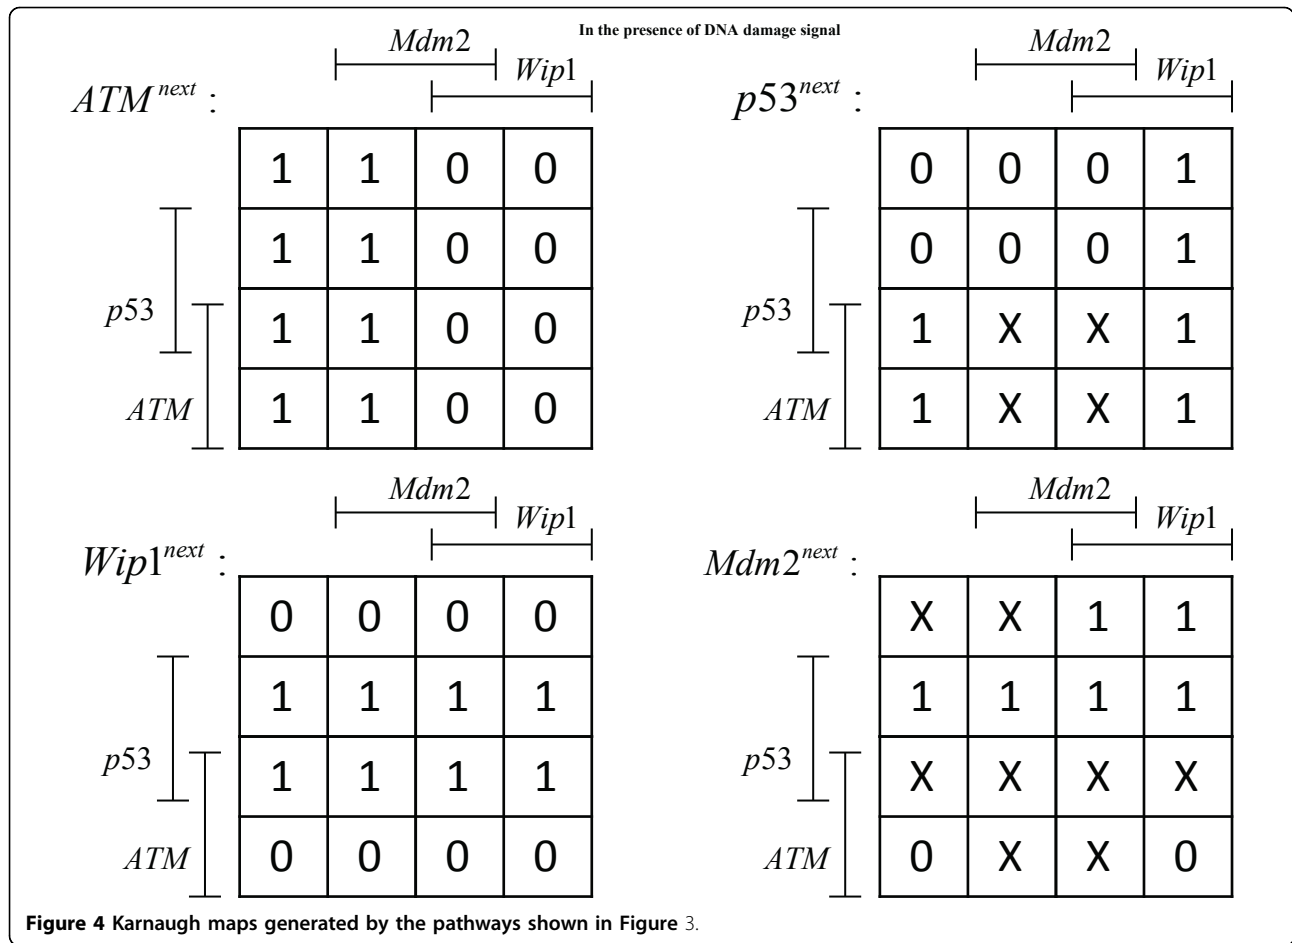 In the presence of DNA damage signal
Mdm2
Wip1
ATM^next :
1 1 0 0
1 1 0 0
1 1 0 0
1 1 0 0
p53
ATM
Mdm2
Wip1
p53^next :
0 0 0 1
0 0 0 1
1 X X 1
1 X X 1
p53
ATM
Mdm2
Wip1
Wip1^next :
0 0 0 0
1 1 1 1
1 1 1 1
0 0 0 0
p53
ATM
Mdm2
Wip1
Mdm2^next :
X X 1 1
1 1 1 1
X X X X
0 X X 0
p53
ATM
Figure 4 Karnaugh maps generated by the pathways shown in Figure 3.